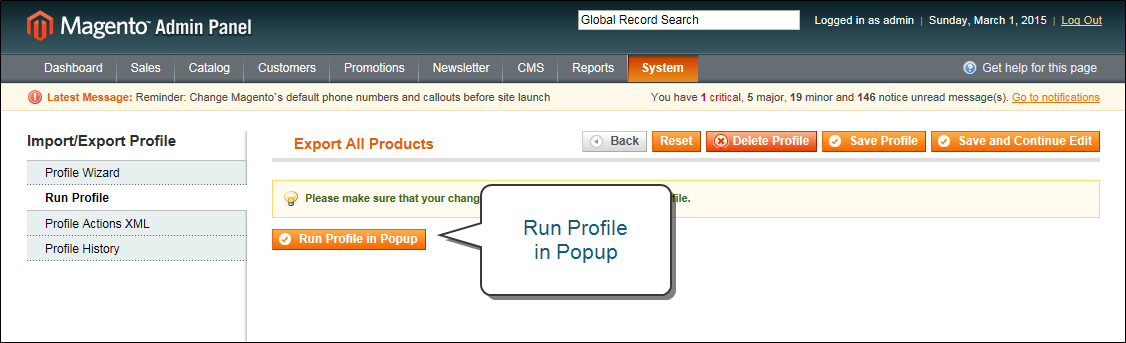 Magento™ Admin Panel
Global Record Search
Logged in as admin | Sunday, March 1, 2015 | Log Out
Dashboard Sales Catalog Customers Promotions Newsletter CMS Reports System Get help for this page
Latest Message: Reminder: Change Magento`s default phone numbers and callouts before site launch You have 1 critical, 5 major, 19 minor and 146 notice unread message(s). Go to notifications
Import/Export Profile
Profile Wizard
Run Profile
Profile Actions XML
Profile History
Export All Products
Back Reset Delete Profile Save Profile Save and Continue Edit
Please make sure that your chang file.
Run Profile in Popup
Run Profile
in Popup